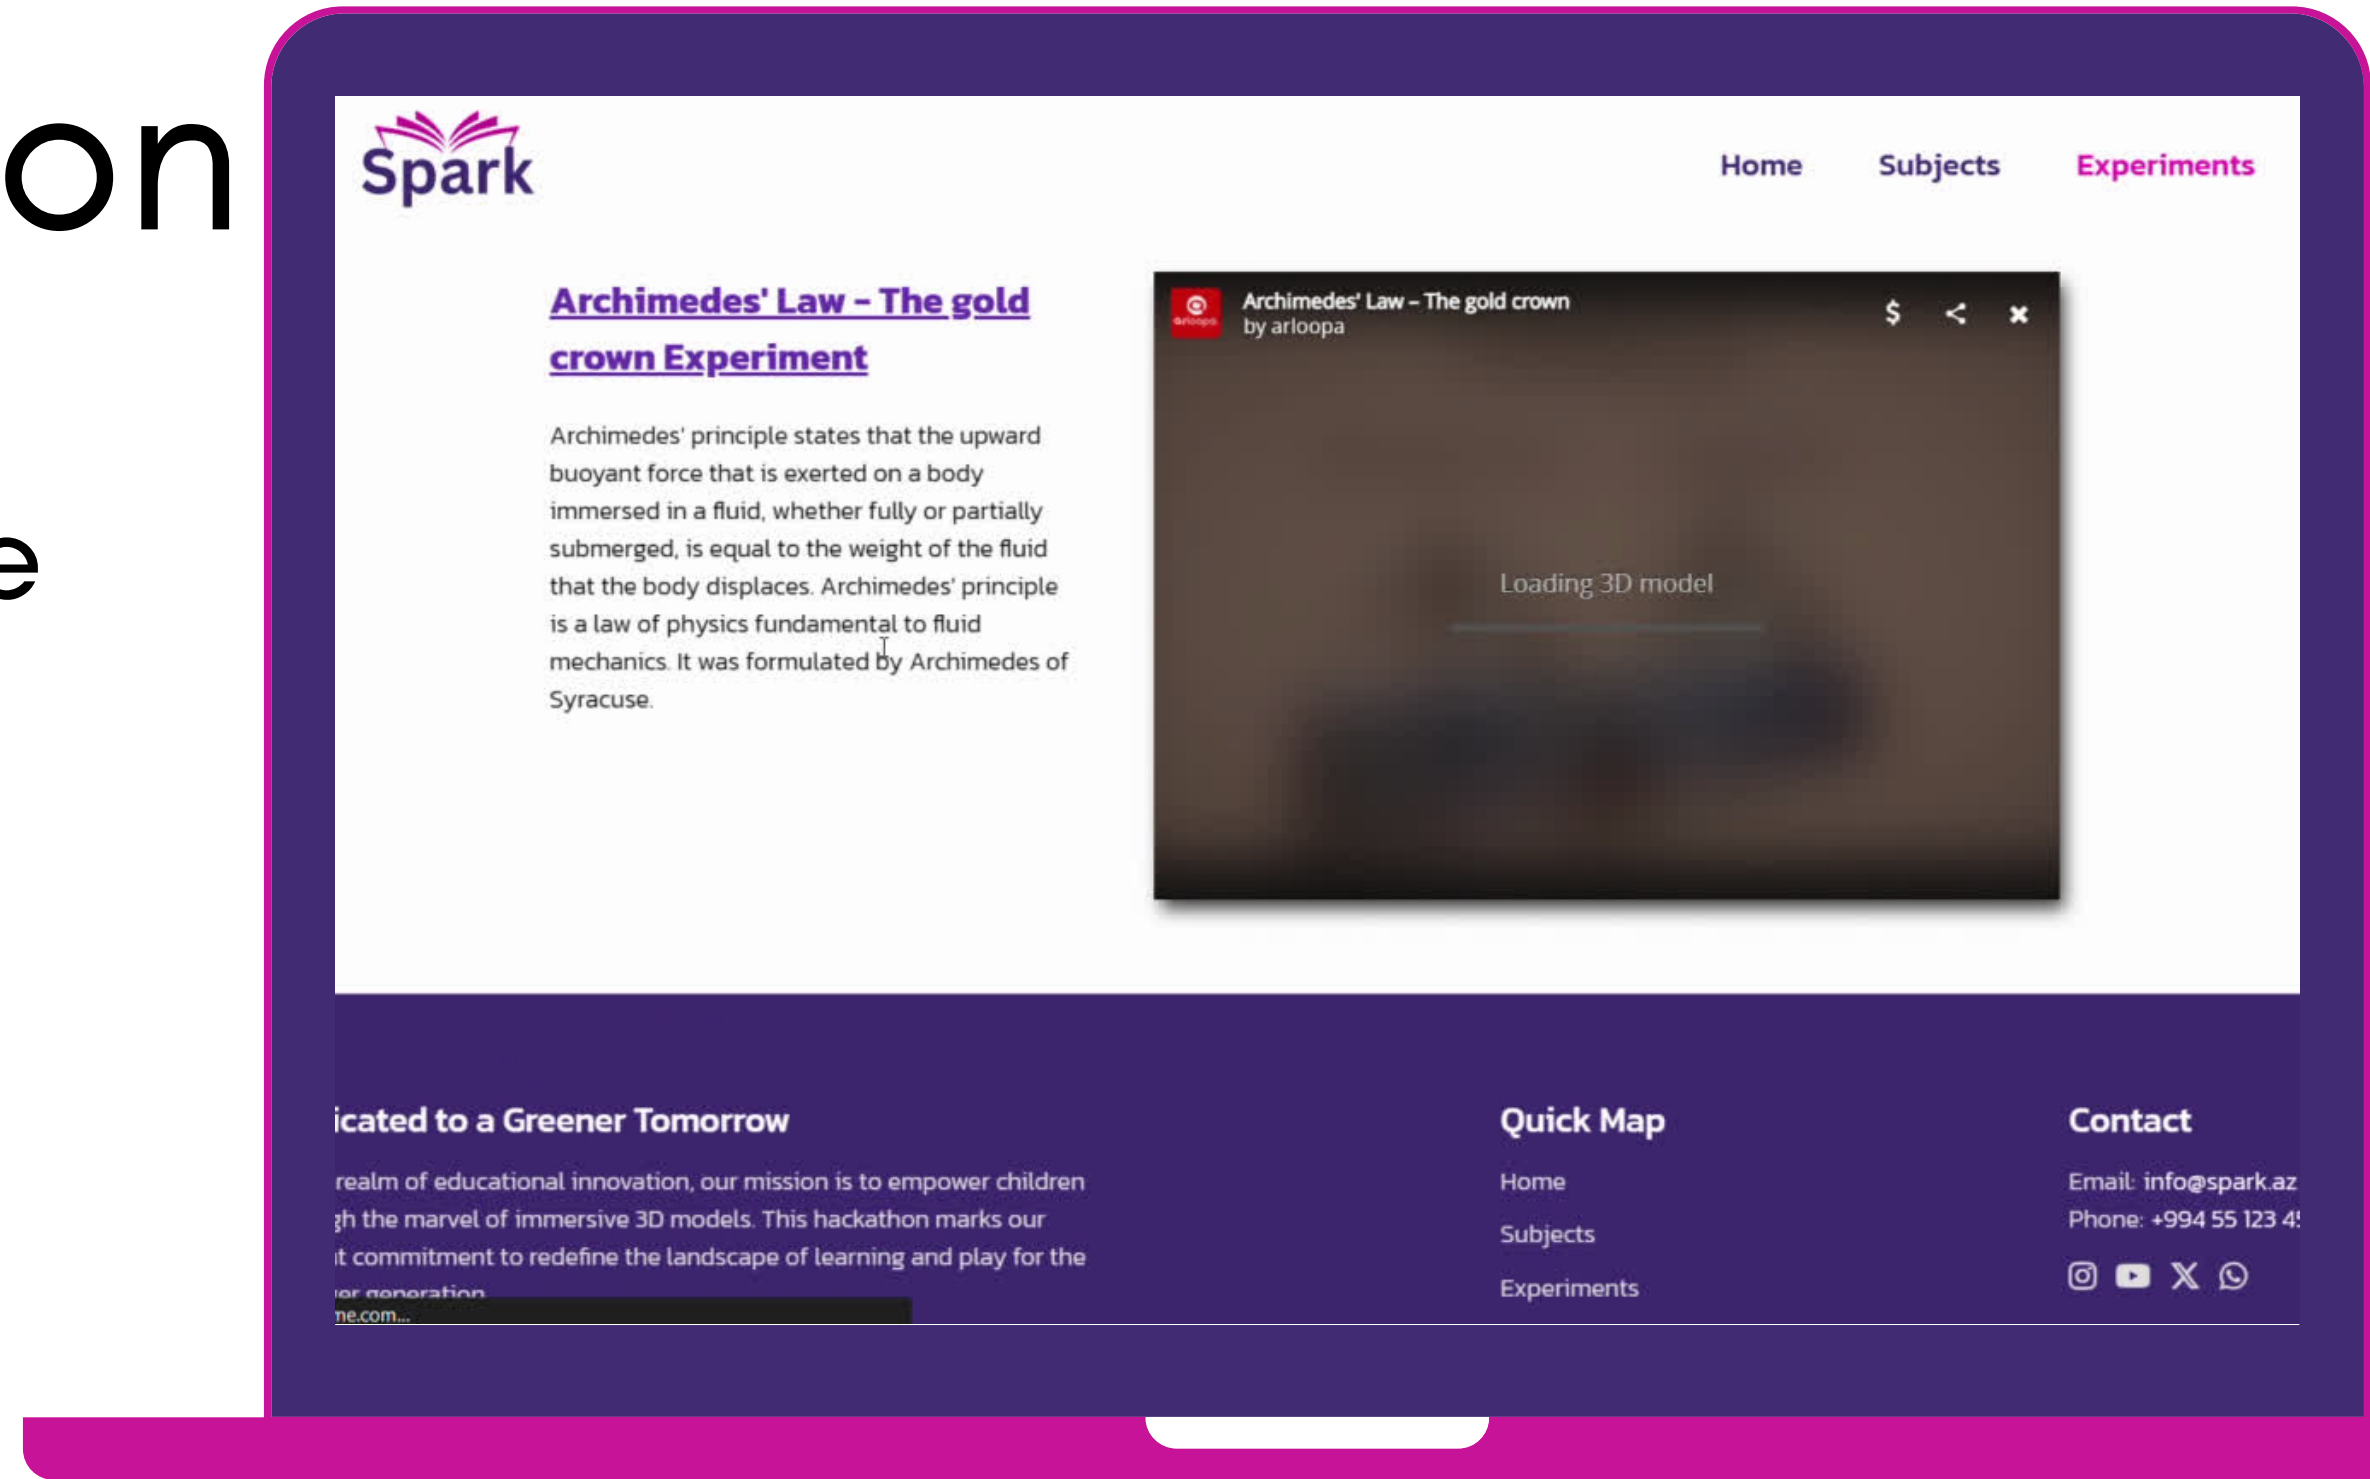 on
e
Spark
Home Subjects Experiments
Archimedes' Law - The gold
crown Experiment
Archimedes' principle states that the upward
buoyant force that is exerted on a body
immersed in a fluid, whether fully or partially
submerged, is equal to the weight of the fluid
that the body displaces. Archimedes' principle
is a law of physics fundamental to fluid
mechanics. It was formulated by Archimedes of
Syracuse.
arloopa
Archimedes' Law – The gold crown
by arloopa
Loading 3D model
icated to a Greener Tomorrow
realm of educational innovation, our mission is to empower children
gh the marvel of immersive 3D models. This hackathon marks our
t commitment to redefine the landscape of learning and play for the
er generation
me.com...
Quick Map
Home
Subjects
Experiments
Contact
Email: info@spark.az
Phone: +994 55 123 45